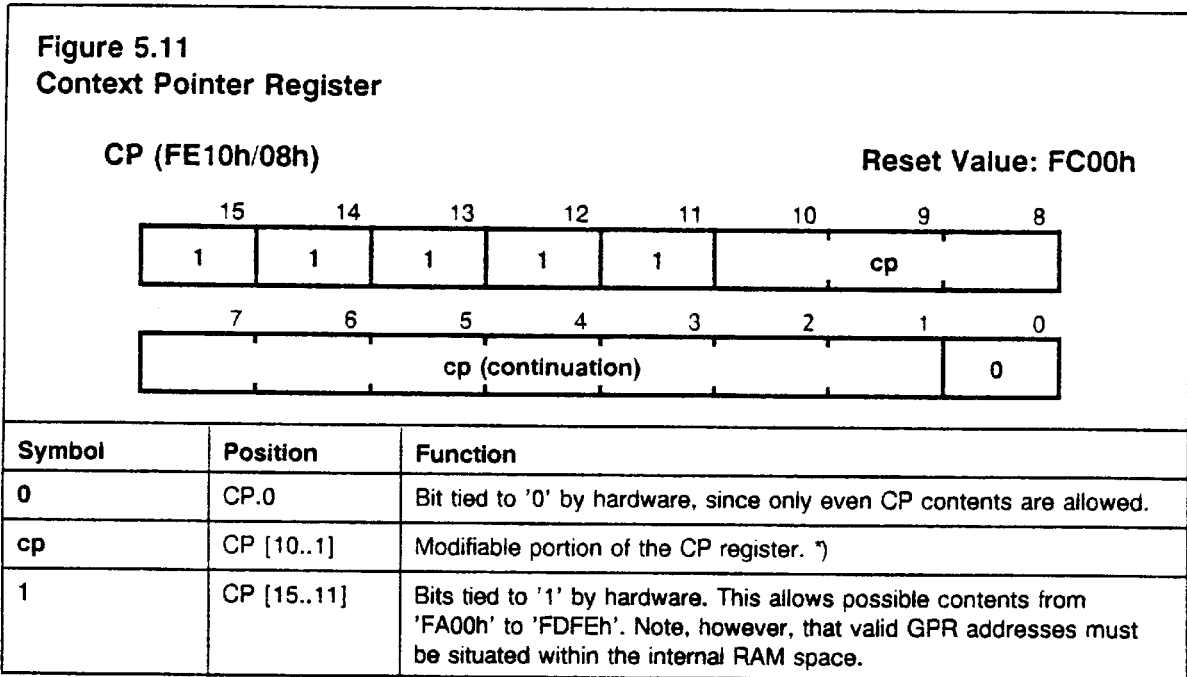 Figure 5.11
Context Pointer Register
CP (FE10h/08h) Reset Value: FC00h
15 14 13 12 11 10 9 8
1 1 1 1 1 cp
7 6 5 4 3 2 1 0
cp (continuation) 0
Symbol Position Function
0 CP.0 Bit tied to '0' by hardware, since only even CP contents are allowed.
cp CP [10..1] Modifiable portion of the CP register. *)
1 CP [15..11] Bits tied to '1' by hardware. This allows possible contents from
'FA00h' to 'FDFEh'. Note, however, that valid GPR addresses must
be situated within the internal RAM space.